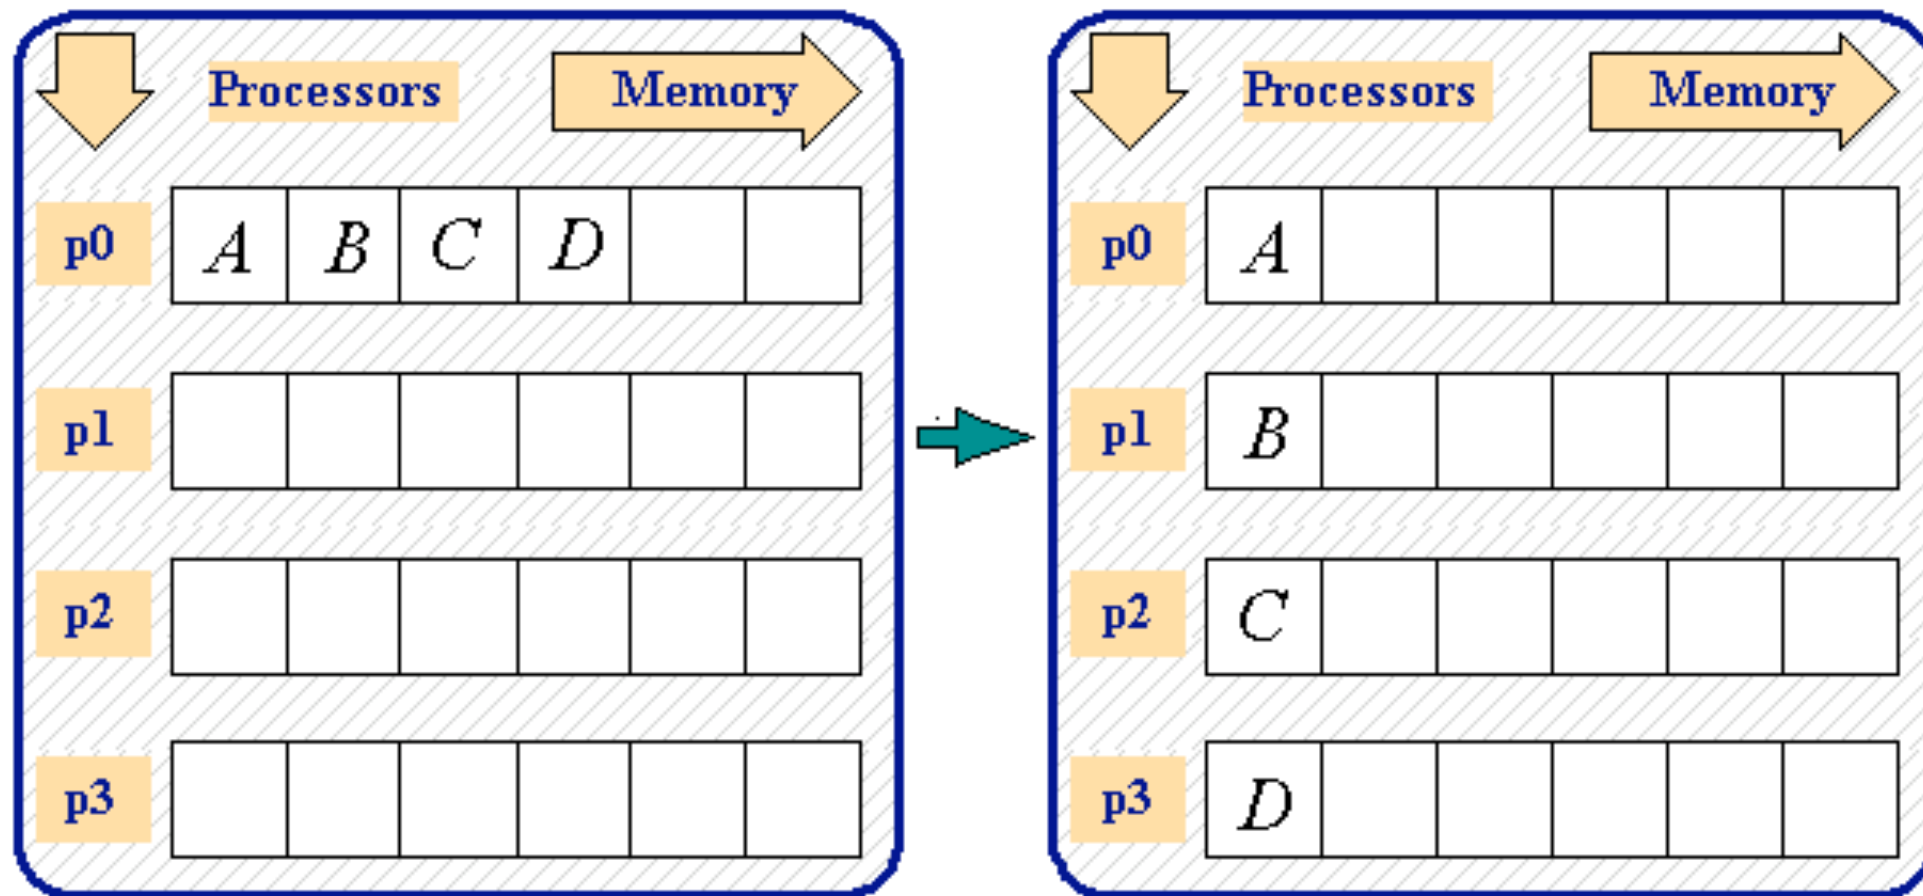 Processors Memory
p0 A B C D
p1
p2
p3
Processors Memory
p0 A
p1 B
p2 C
p3 D